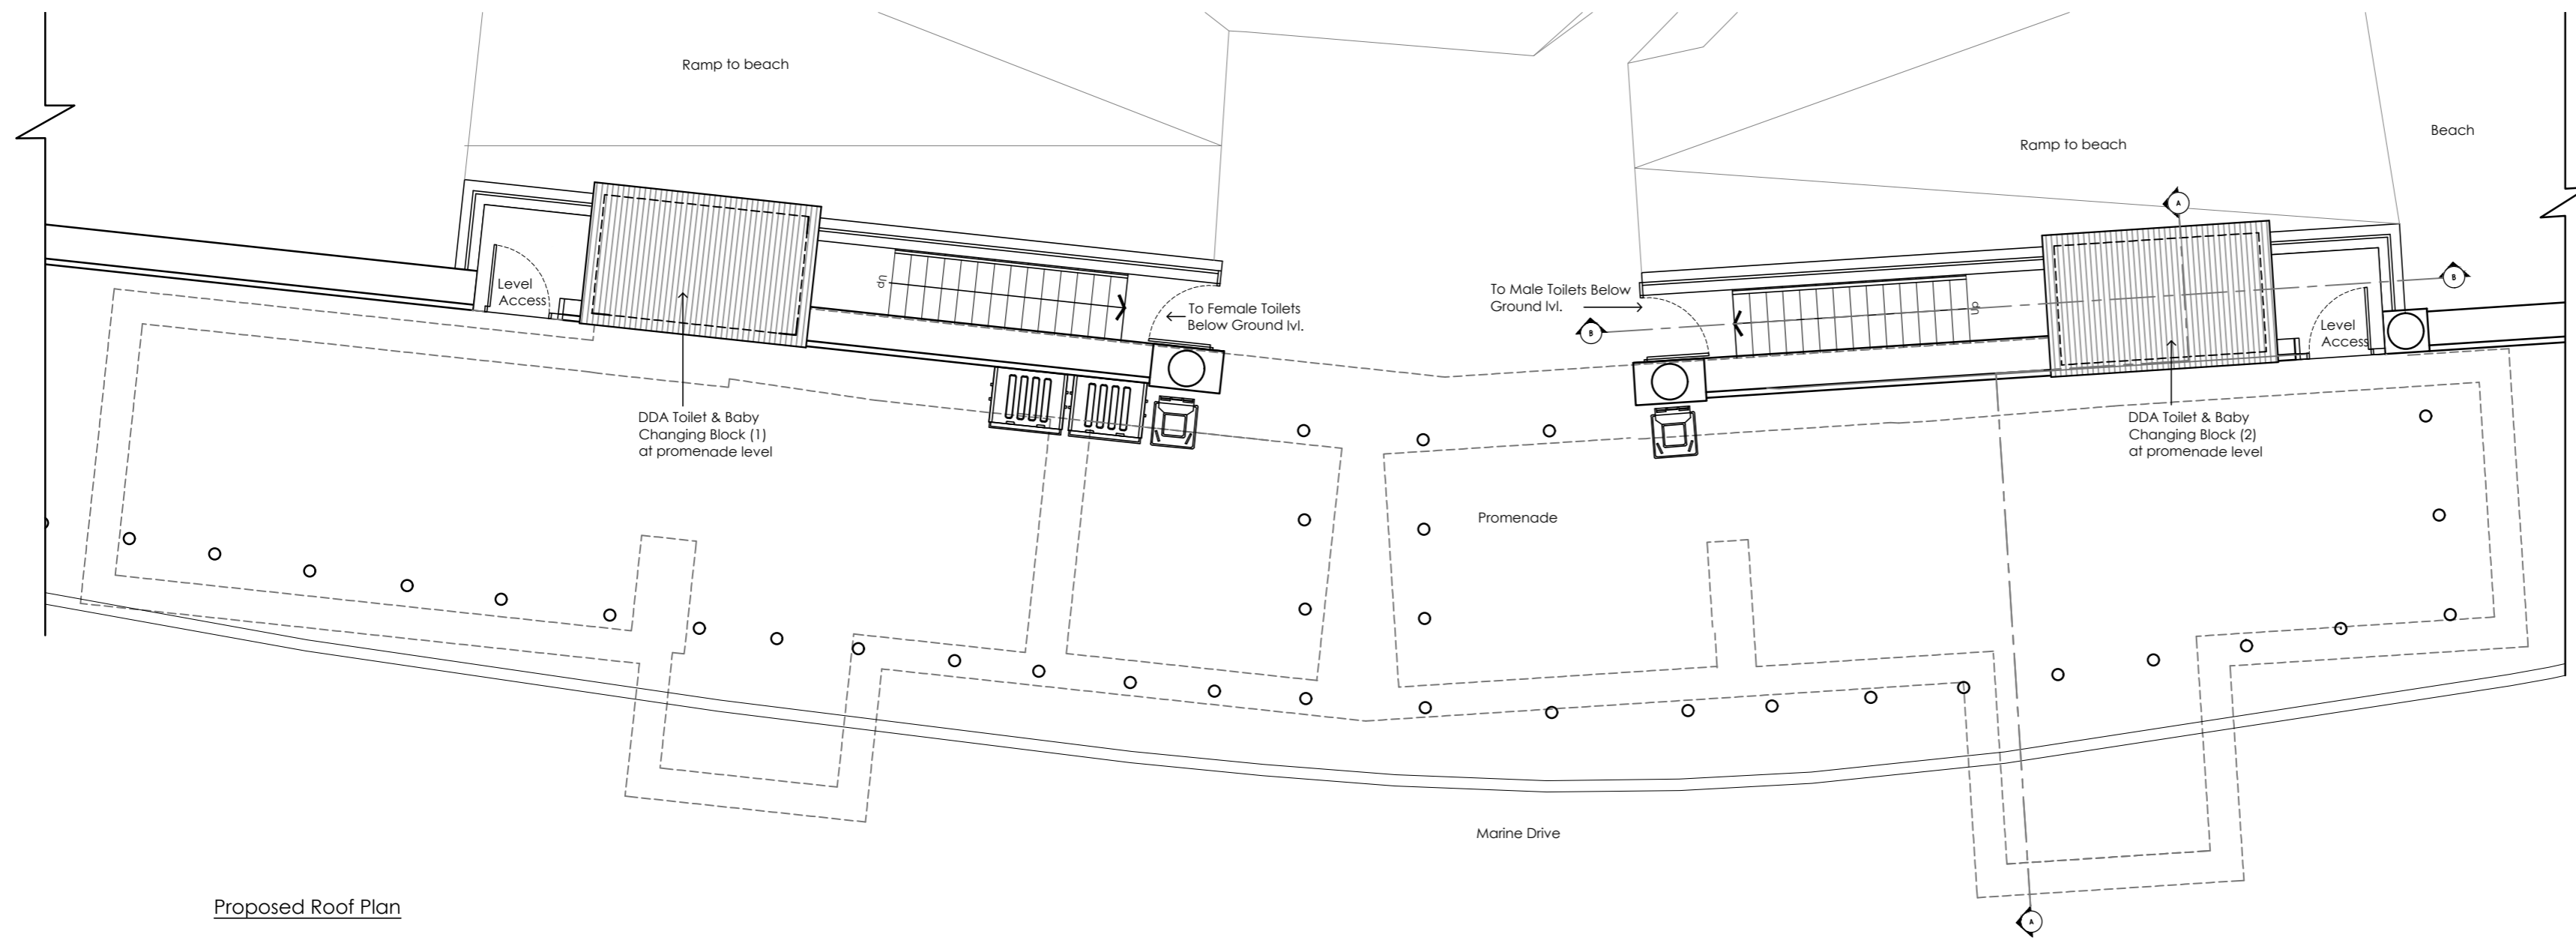 Ramp to beach
Beach
Ramp to beach
A
B
Level
Access
up
To Female Toilets
Below Ground lvl.
To Male Toilets Below
Ground lvl.
B
up
Level
Access
DDA Toilet & Baby
Changing Block (1)
at promenade level
DDA Toilet & Baby
Changing Block (2)
at promenade level
Promenade
Marine Drive
Proposed Roof Plan
A